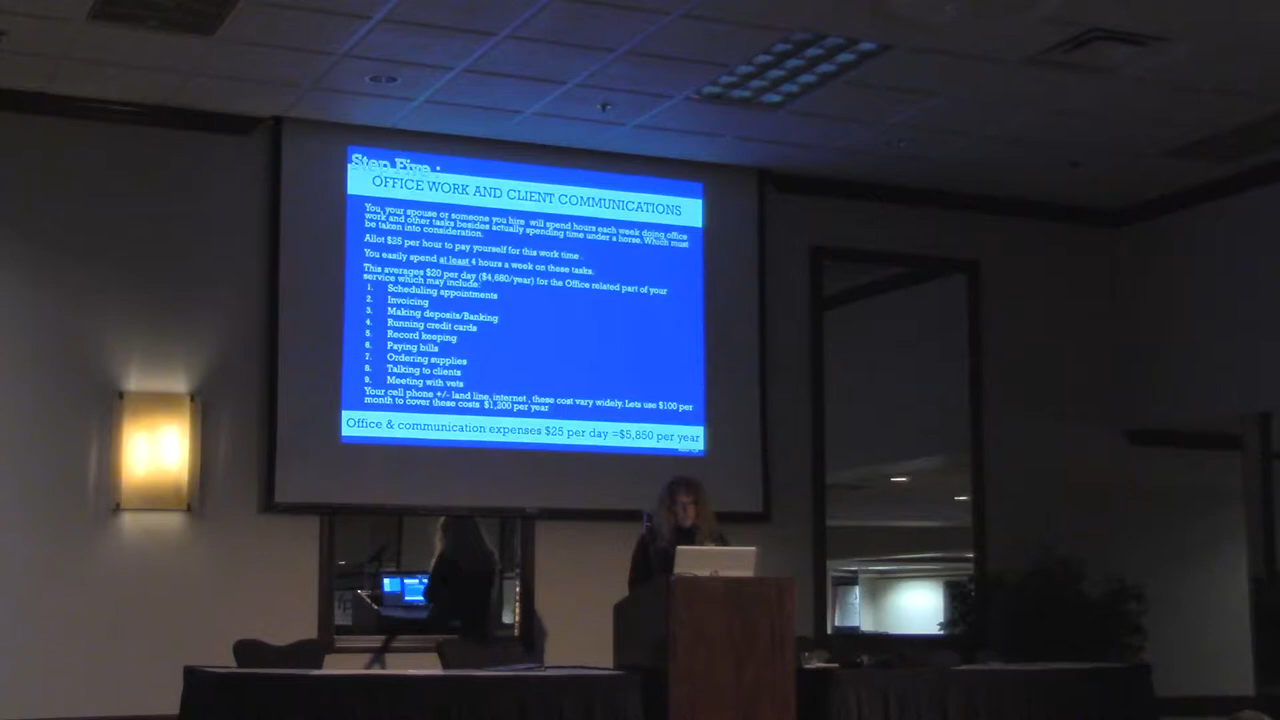 Step Five :
OFFICE WORK AND CLIENT COMMUNICATIONS
You, your spouse or someone you hire will spend hours each week doing office
work and other tasks besides actually spending time under a horse. Which must
be taken into consideration.
Allot $25 per hour to pay yourself for this work time .
You easily spend at least 4 hours a week on these tasks.
This averages $20 per day ($4,680/year) for the Office related part of your
service which may include:
1. Scheduling appointments
2. Invoicing
3. Making deposits/Banking
4. Running credit cards
5. Record keeping
6. Paying bills
7. Ordering supplies
8. Talking to clients
9. Meeting with vets
Your cell phone +/- land line, internet , these cost vary widely. Lets use $100 per
month to cover these costs $1,200 per year
Office & communication expenses $25 per day =$5,850 per year